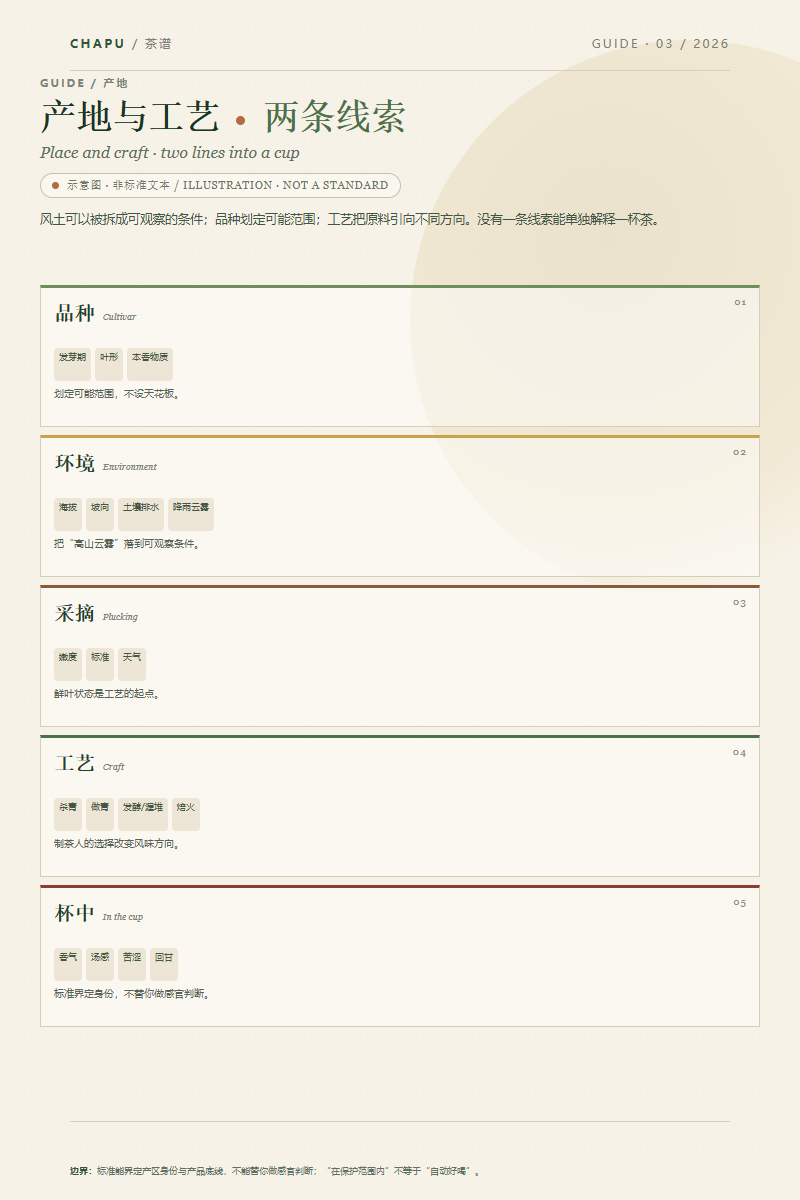 CHAPU / 茶谱
GUIDE · 03 / 2026
GUIDE / 产地
产地与工艺 • 两条线索
Place and craft · two lines into a cup
示意图 · 非标准文本 / ILLUSTRATION · NOT A STANDARD
风土可以被拆成可观察的条件；品种划定可能范围；工艺把原料引向不同方向。没有一条线索能单独解释一杯茶。
品种 Cultivar
01
发芽期 叶形 本香物质
划定可能范围，不设天花板。
环境 Environment
02
海拔 坡向 土壤排水 降雨云雾
把“高山云雾”落到可观察条件。
采摘 Plucking
03
嫩度 标准 天气
鲜叶状态是工艺的起点。
工艺 Craft
04
杀青 做青 发酵/渥堆 焙火
制茶人的选择改变风味方向。
杯中 In the cup
05
香气 汤感 苦涩 回甘
标准界定身份，不替你做感官判断。
边界：标准能界定产区身份与产品底线，不能替你做感官判断；“在保护范围内”不等于“自动好喝”。